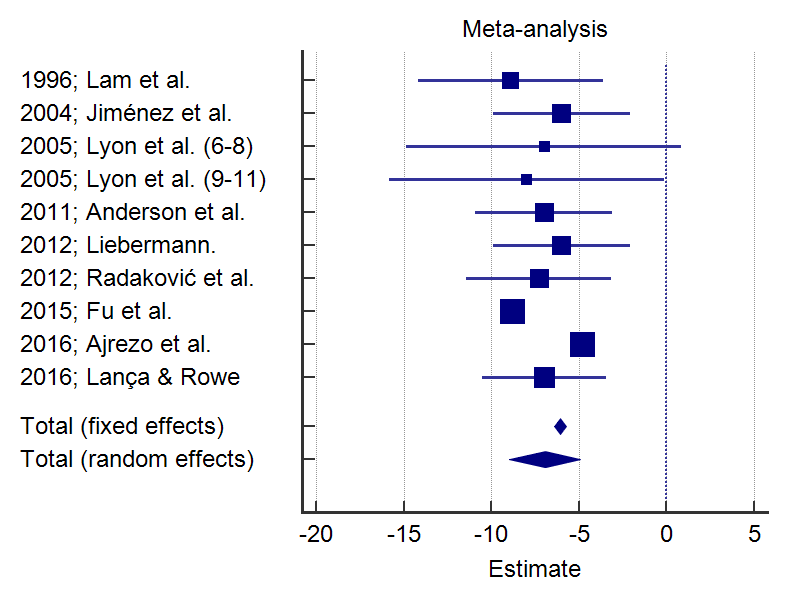 Meta-analysis
1996; Lam et al.
2004; Jiménez et al.
2005; Lyon et al. (6-8)
2005; Lyon et al. (9-11)
2011; Anderson et al.
2012; Liebermann.
2012; Radaković et al.
2015; Fu et al.
2016; Ajrezo et al.
2016; Lança & Rowe
Total (fixed effects)
Total (random effects)
-20 -15 -10 -5 0 5
Estimate